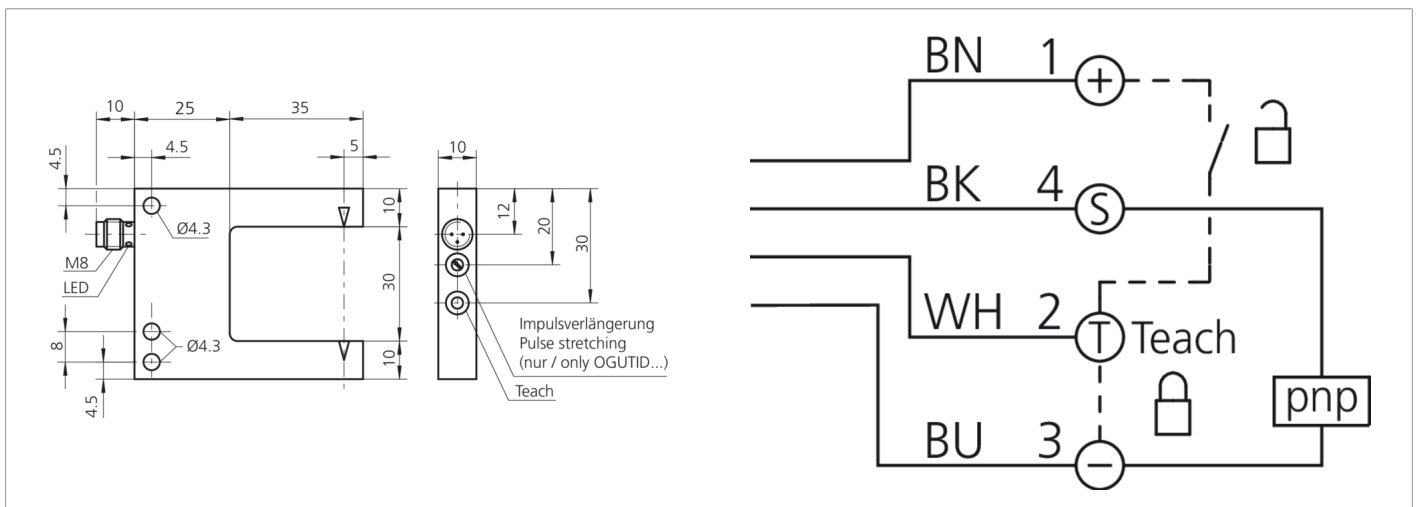 10
25
35
4.5
4.5
5
10
Ø4.3
M8
LED
10
30
10
8
Ø4.3
4.5
12
20
30
Impulsverlängerung
Pulse stretching
(nur / only OGUTID...)
Teach
BN 1 +
BK 4 S
WH 2 T Teach
pnp
BU 3 −